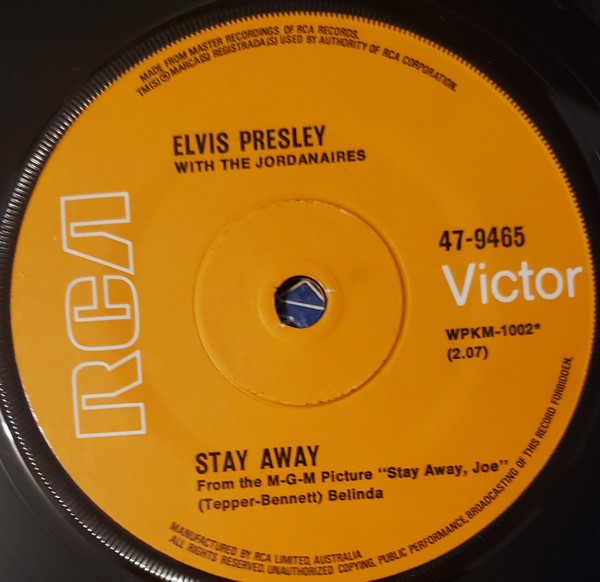 MADE FROM MASTER RECORDINGS OF RCA RECORDS.
TM(S)®MARCA(S) REGISTRADA(S) USED BY AUTHORITY OF RCA CORPORATION.
ELVIS PRESLEY
WITH THE JORDANAIRES
RCA
47-9465
Victor
WPKM-1002*
(2.07)
STAY AWAY
From the M-G-M Picture "Stay Away, Joe"
(Tepper-Bennett) Belinda
MANUFACTURED BY RCA LIMITED, AUSTRALIA
ALL RIGHTS RESERVED. UNAUTHORIZED COPYING, PUBLIC PERFORMANCE, BROADCASTING OF THIS RECORD FORBIDDEN.